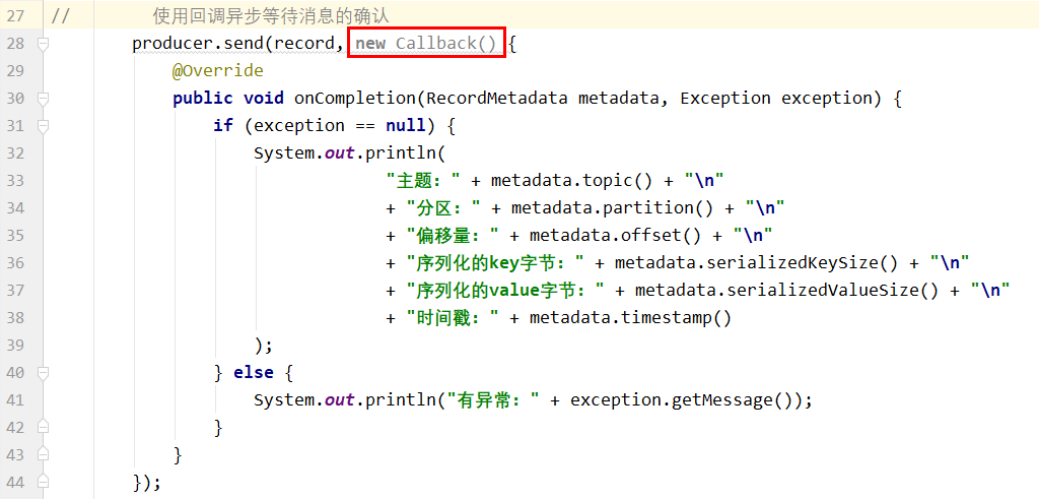 27 //        使用回调异步等待消息的确认
28         producer.send(record, new Callback() {
29             @Override
30             public void onCompletion(RecordMetadata metadata, Exception exception) {
31                 if (exception == null) {
32                     System.out.println(
33                                 "主题：" + metadata.topic() + "\n"
34                                 + "分区：" + metadata.partition() + "\n"
35                                 + "偏移量：" + metadata.offset() + "\n"
36                                 + "序列化的key字节：" + metadata.serializedKeySize() + "\n"
37                                 + "序列化的value字节：" + metadata.serializedValueSize() + "\n"
38                                 + "时间戳：" + metadata.timestamp()
39                     );
40                 } else {
41                     System.out.println("有异常：" + exception.getMessage());
42                 }
43             }
44         });